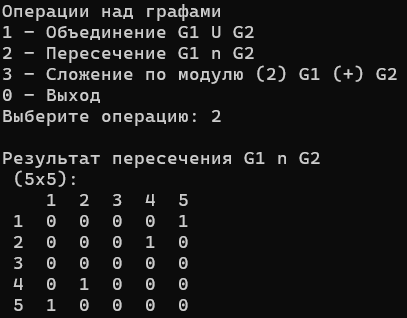 Операции над графами
1 - Объединение G1 U G2
2 - Пересечение G1 n G2
3 - Сложение по модулю (2) G1 (+) G2
0 - Выход
Выберите операцию: 2
Результат пересечения G1 n G2
(5x5):
1 2 3 4 5
1 0 0 0 0 1
2 0 0 0 1 0
3 0 0 0 0 0
4 0 1 0 0 0
5 1 0 0 0 0